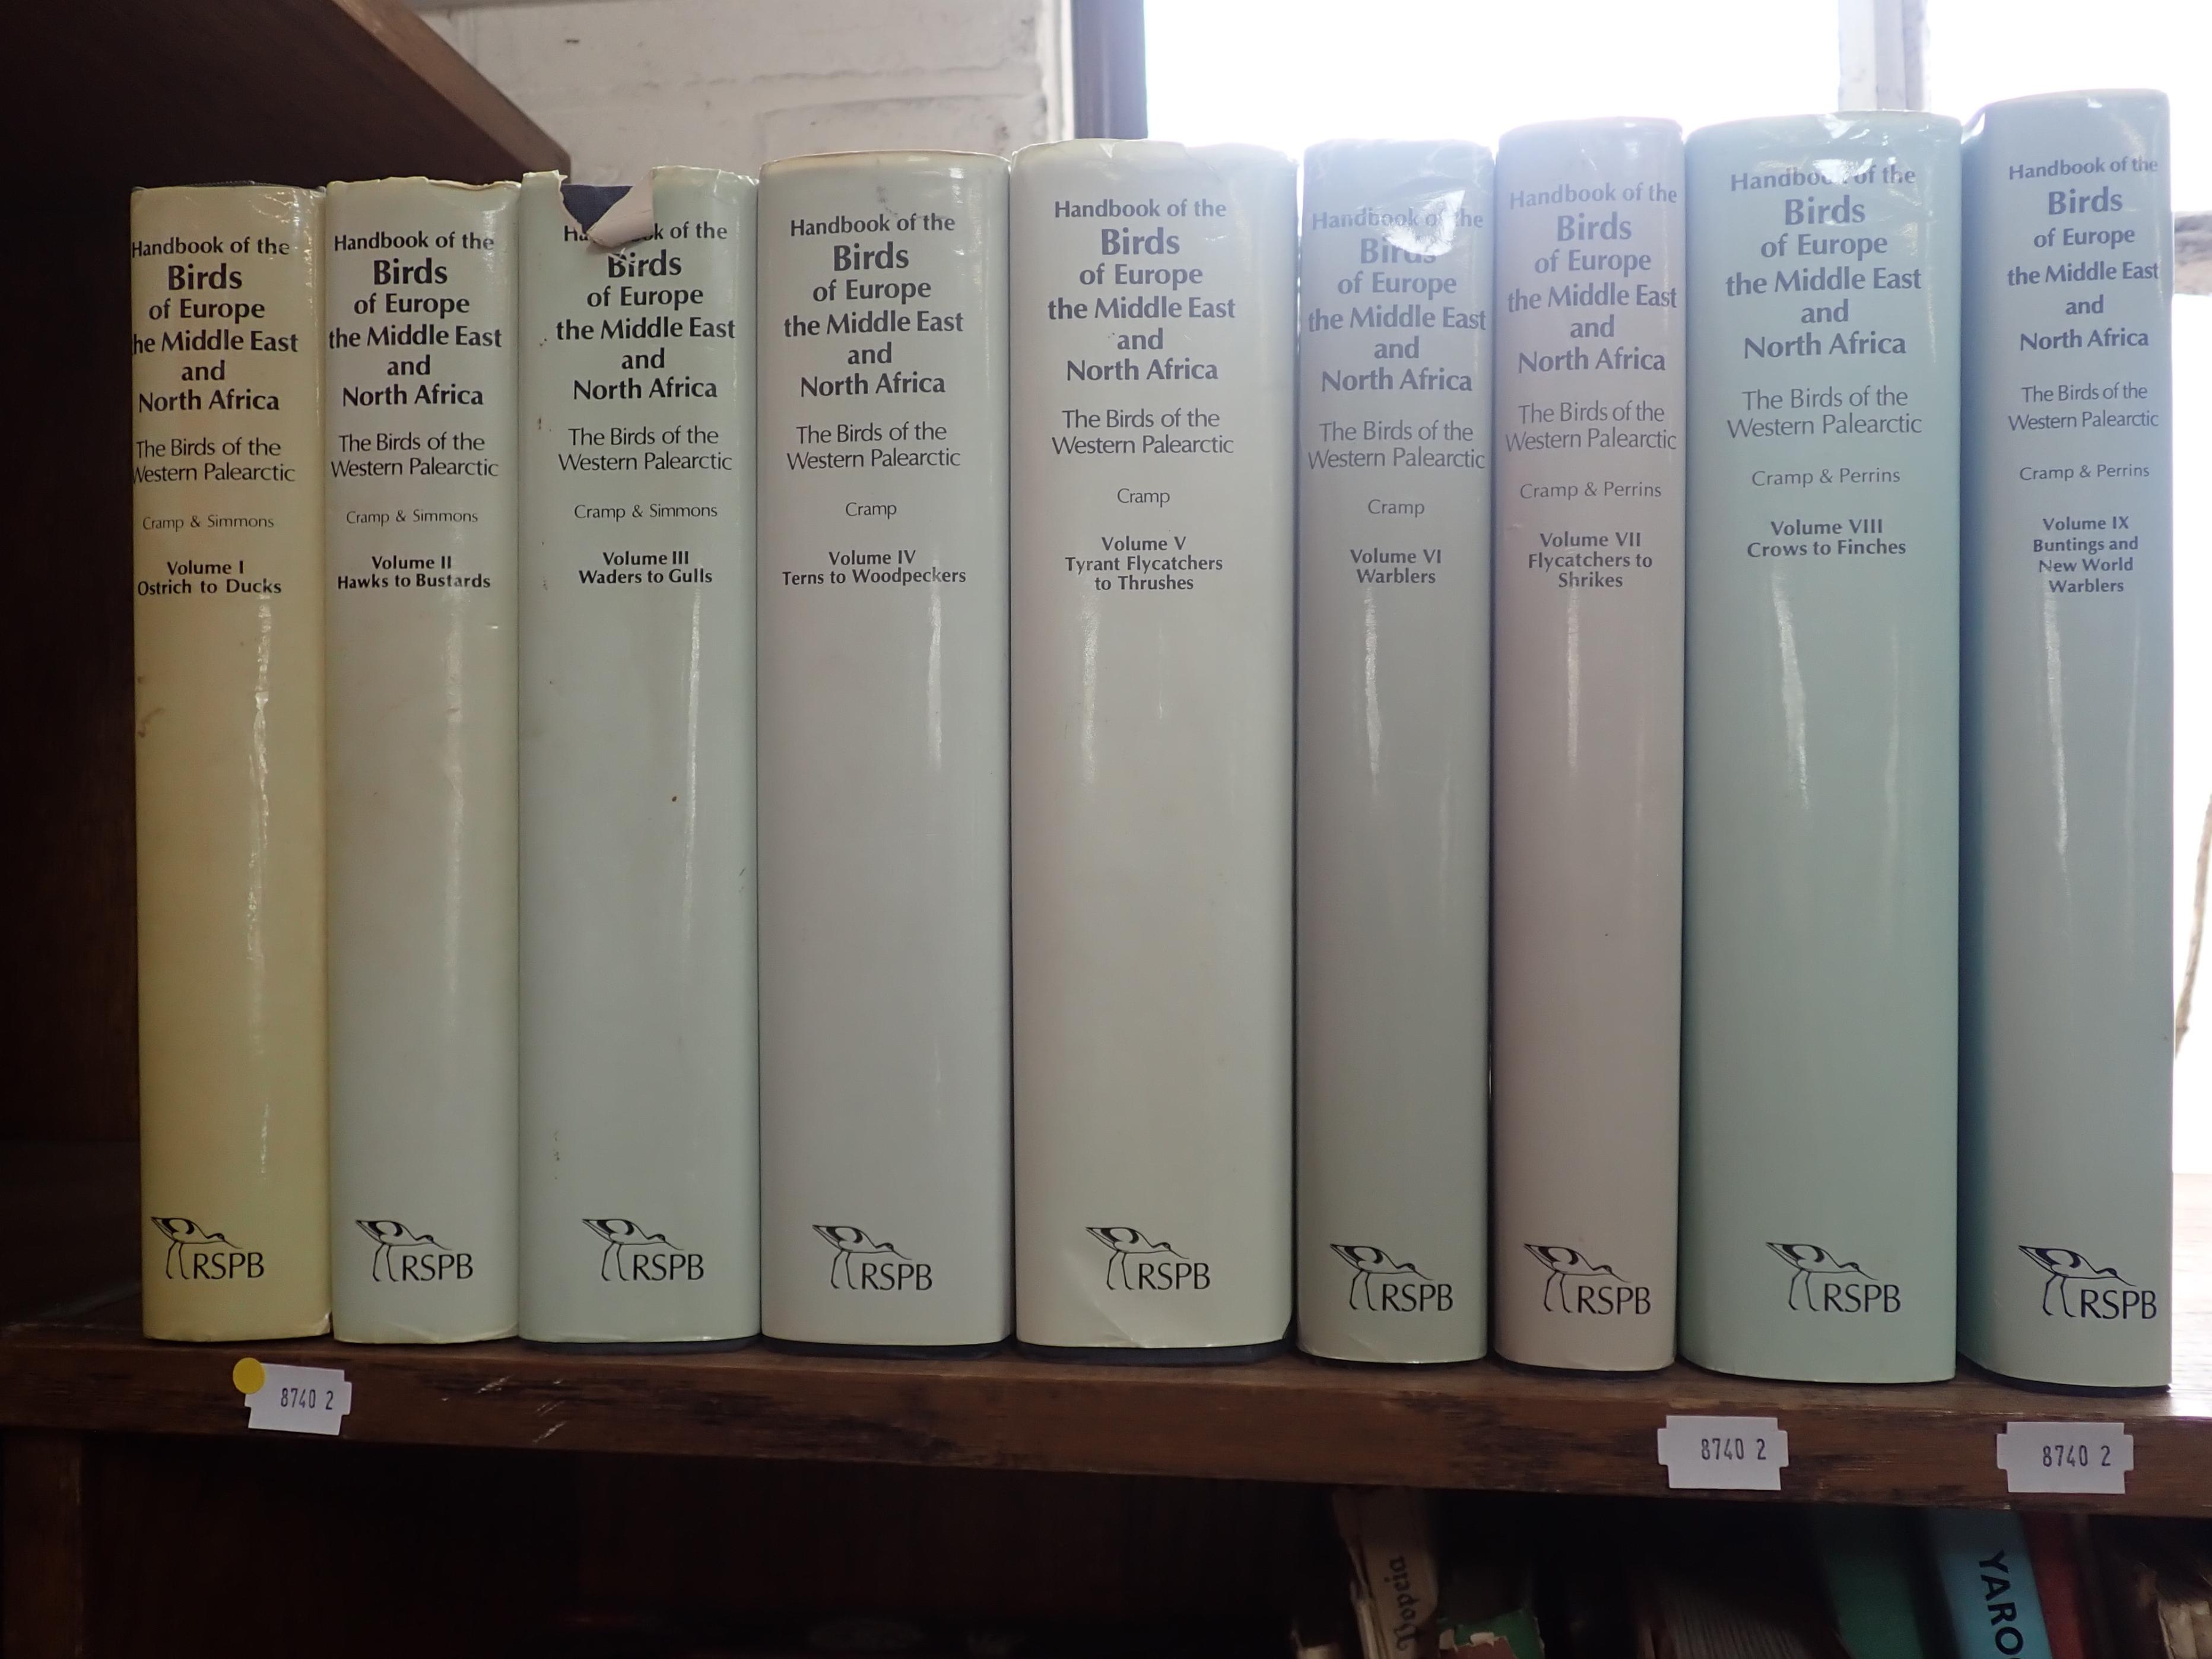 Handbook of the
Birds
of Europe
he Middle East
and
North Africa
The Birds of the
Western Palearctic
Cramp & Simmons
Volume I
Ostrich to Ducks
RSPB
Handbook of the
Birds
of Europe
the Middle East
and
North Africa
The Birds of the
Western Palearctic
Cramp & Simmons
Volume II
Hawks to Bustards
RSPB
of the
Birds
of Europe
the Middle East
and
North Africa
The Birds of the
Western Palearctic
Cramp & Simmons
Volume III
Waders to Gulls
RSPB
Handbook of the
Birds
of Europe
the Middle East
and
North Africa
The Birds of the
Western Palearctic
Cramp
Volume IV
Terns to Woodpeckers
RSPB
Handbook of the
Birds
of Europe
the Middle East
and
North Africa
The Birds of the
Western Palearctic
Cramp
Volume V
Tyrant Flycatchers
to Thrushes
RSPB
Handbook of the
Birds
of Europe
the Middle East
and
North Africa
The Birds of the
Western Palearctic
Cramp
Volume VI
Warblers
RSPB
Handbook of the
Birds
of Europe
the Middle East
and
North Africa
The Birds of the
Western Palearctic
Cramp & Perrins
Volume VII
Flycatchers to
Shrikes
RSPB
Handbook of the
Birds
of Europe
the Middle East
and
North Africa
The Birds of the
Western Palearctic
Cramp & Perrins
Volume VIII
Crows to Finches
RSPB
Handbook of the
Birds
of Europe
the Middle East
and
North Africa
The Birds of the
Western Palearctic
Cramp & Perrins
Volume IX
Buntings and
New World
Warblers
RSPB
8740 2
8740 2
8740 2
YARO